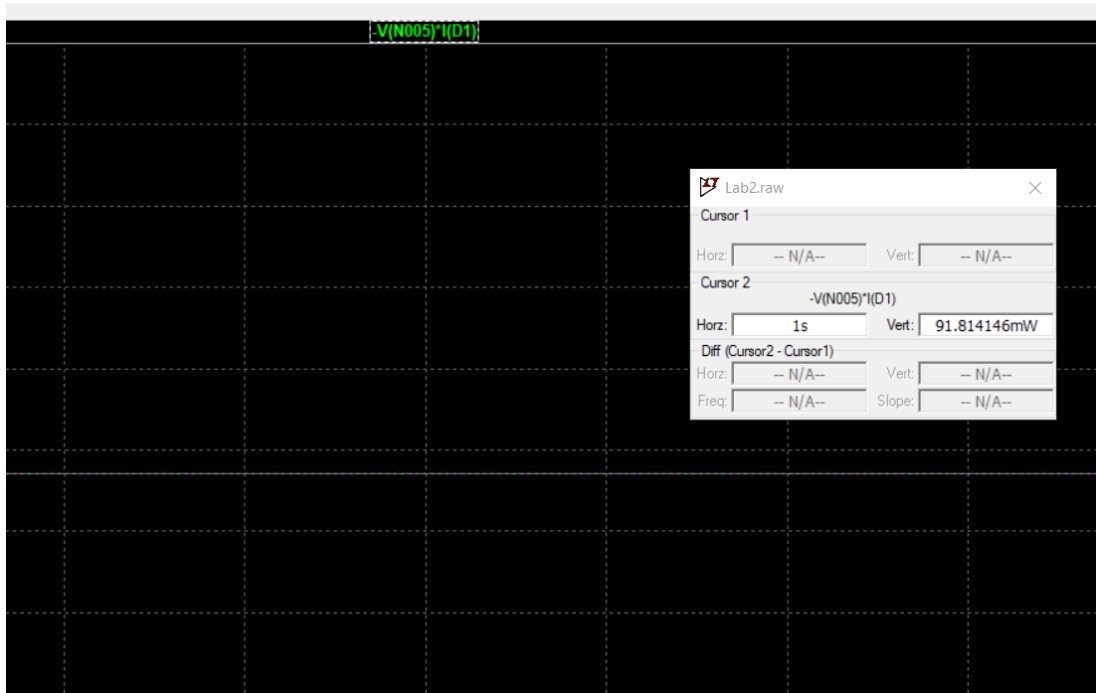 -V(N005)*I(D1)
Lab2.raw
Cursor 1
Horz: -- N/A-- Vert: -- N/A--
Cursor 2
-V(N005)*I(D1)
Horz: 1s Vert: 91.814146mW
Diff (Cursor2 - Cursor1)
Horz: -- N/A-- Vert: -- N/A--
Freq: -- N/A-- Slope: -- N/A--